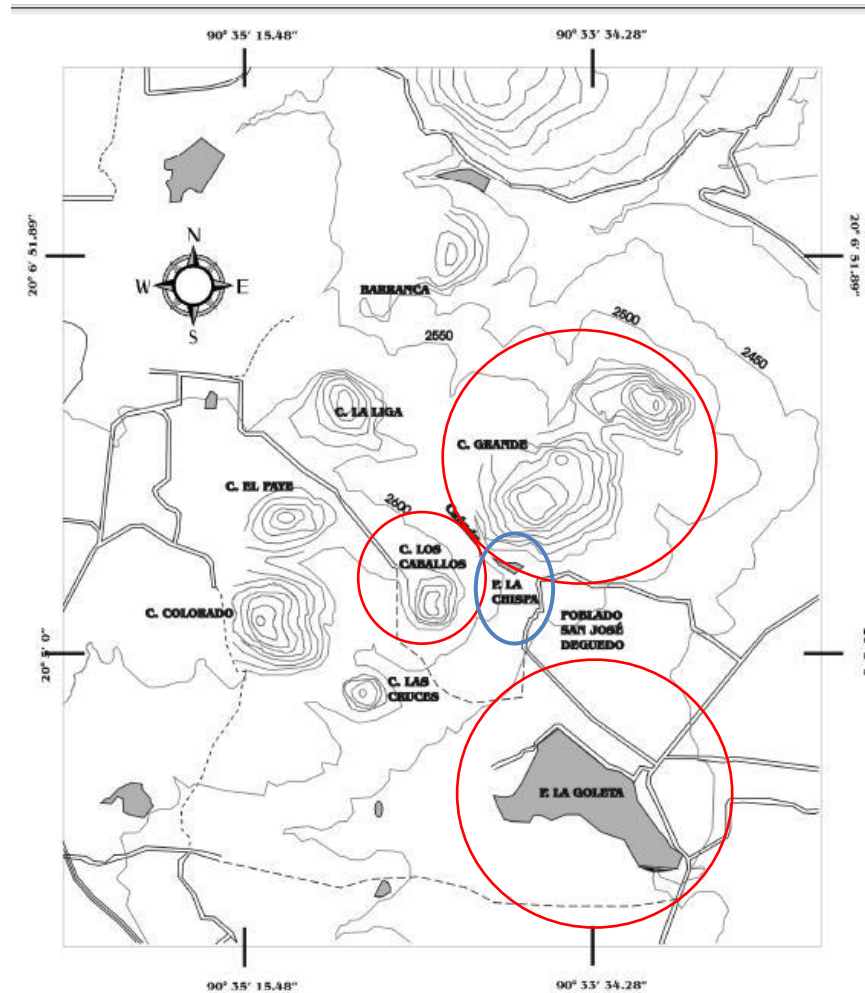 90° 35' 15.48"
90° 33' 34.28"
20° 6' 51.89"
20° 6' 51.89"
N
W
E
S
BARRANCA
2500
2550
2450
C. LA LIGA
C. GRANDE
C. EL PAYE
2600
Cañada
C. LOS
CABALLOS
P. LA
CHISPA
C. COLORADO
POBLADO
SAN JOSÉ
DEGUEDO
20° 5' 0"
C. LAS
CRUCES
P. LA GOLETA
90° 35' 15.48"
90° 33' 34.28"